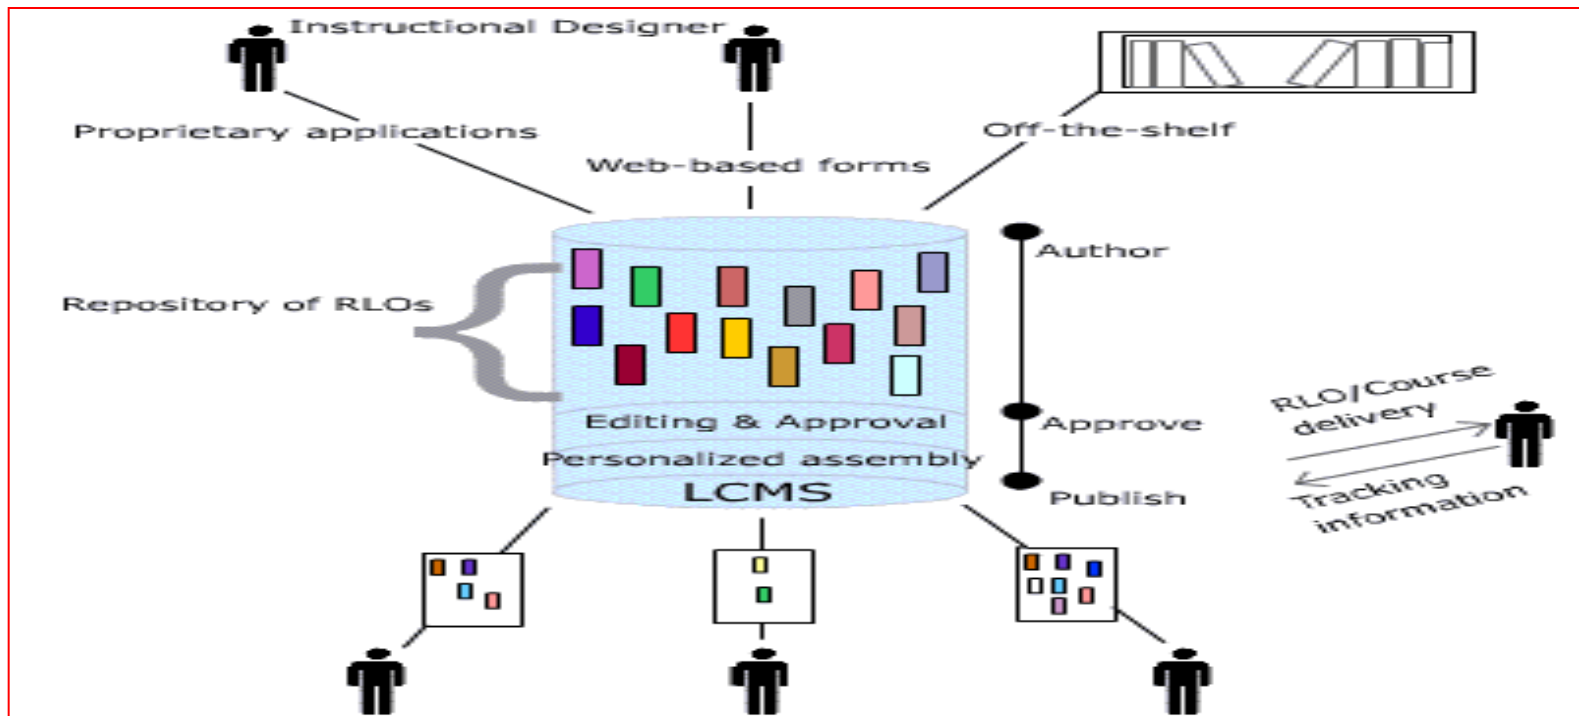 Instructional Designer
Proprietary applications
Off-the-shelf
Web-based forms
Author
Repository of RLOs
RLO/Course
delivery
Editing & Approval
Approve
Personalized assembly
LCMS
Publish
Tracking
information